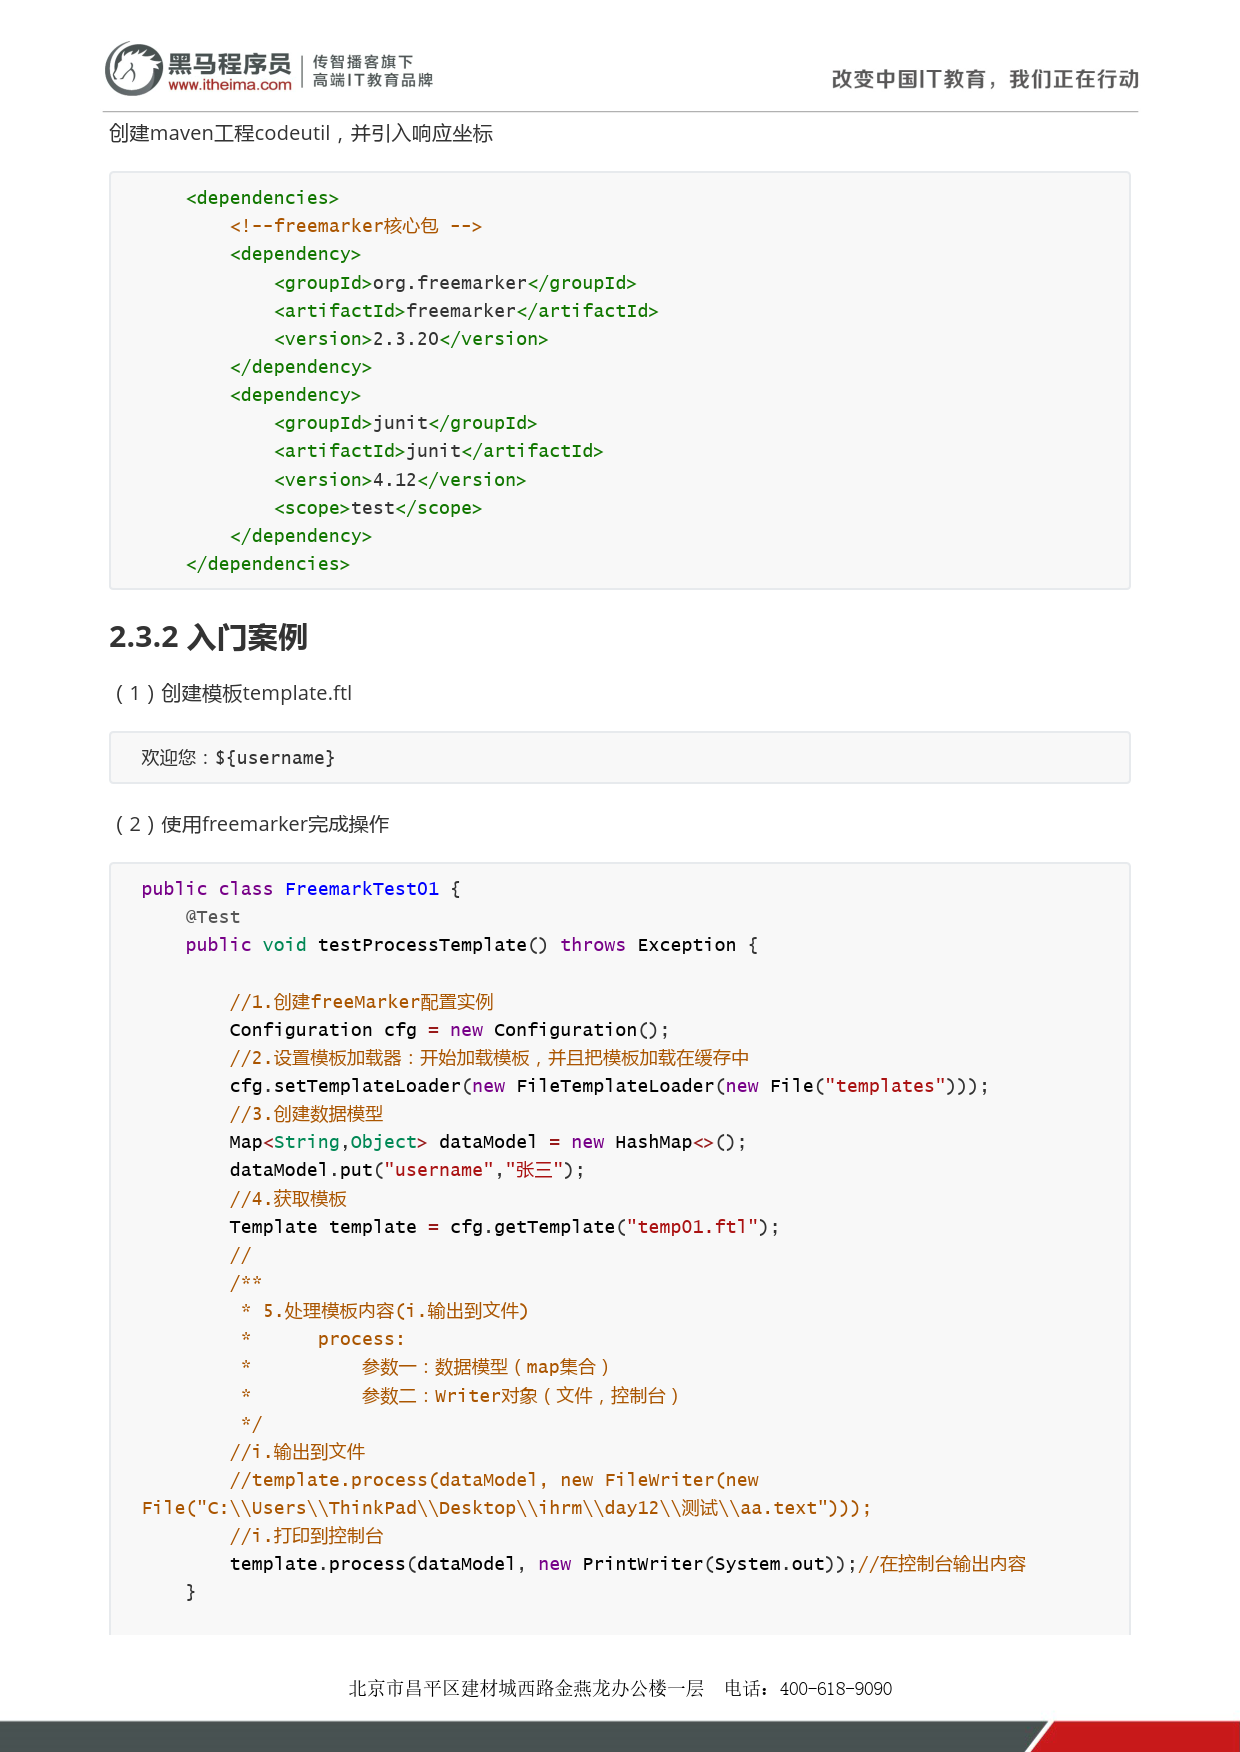 黑马程序员
www.itheima.com
传智播客旗下
高端IT教育品牌
改变中国IT教育，我们正在行动
创建maven工程codeutil，并引入响应坐标
    <dependencies>
        <!--freemarker核心包 -->
        <dependency>
            <groupId>org.freemarker</groupId>
            <artifactId>freemarker</artifactId>
            <version>2.3.20</version>
        </dependency>
        <dependency>
            <groupId>junit</groupId>
            <artifactId>junit</artifactId>
            <version>4.12</version>
            <scope>test</scope>
        </dependency>
    </dependencies>
2.3.2 入门案例
（1）创建模板template.ftl
欢迎您：${username}
（2）使用freemarker完成操作
public class FreemarkTest01 {
    @Test
    public void testProcessTemplate() throws Exception {
        //1.创建freeMarker配置实例
        Configuration cfg = new Configuration();
        //2.设置模板加载器：开始加载模板，并且把模板加载在缓存中
        cfg.setTemplateLoader(new FileTemplateLoader(new File("templates")));
        //3.创建数据模型
        Map<String,Object> dataModel = new HashMap<>();
        dataModel.put("username","张三");
        //4.获取模板
        Template template = cfg.getTemplate("temp01.ftl");
        //
        /**
         * 5.处理模板内容(i.输出到文件)
         *      process:
         *          参数一：数据模型（map集合）
         *          参数二：Writer对象（文件，控制台）
         */
        //i.输出到文件
        //template.process(dataModel, new FileWriter(new
File("C:\\Users\\ThinkPad\\Desktop\\ihrm\\day12\\测试\\aa.text")));
        //i.打印到控制台
        template.process(dataModel, new PrintWriter(System.out));//在控制台输出内容
    }
北京市昌平区建材城西路金燕龙办公楼一层    电话：400-618-9090